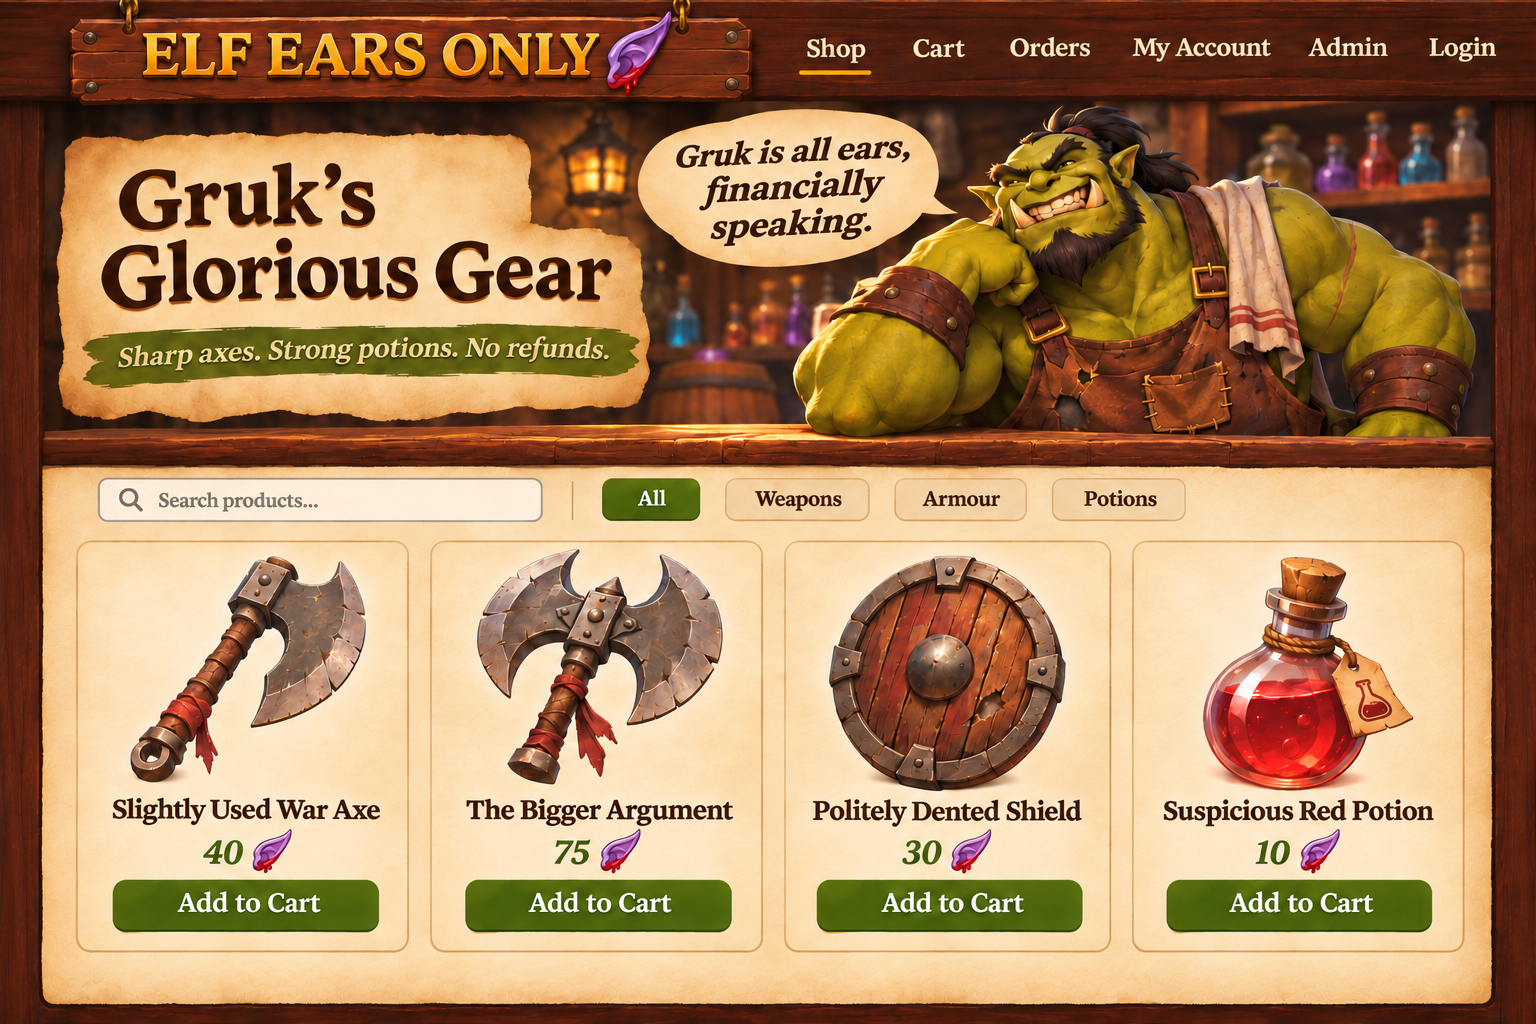 ELF EARS ONLY
Shop Cart Orders My Account Admin Login
Gruk's
Glorious Gear
Sharp axes. Strong potions. No refunds.
Gruk is all ears,
financially
speaking.
Search products...
All Weapons Armour Potions
Slightly Used War Axe
40
Add to Cart
The Bigger Argument
75
Add to Cart
Politely Dented Shield
30
Add to Cart
Suspicious Red Potion
10
Add to Cart